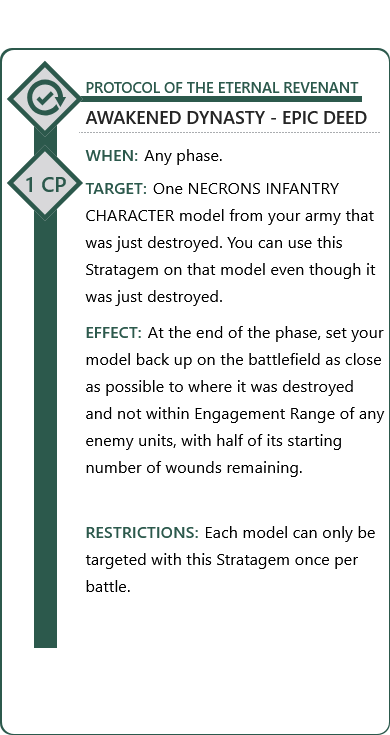 PROTOCOL OF THE ETERNAL REVENANT
AWAKENED DYNASTY - EPIC DEED
WHEN: Any phase.
1 CP
TARGET: One NECRONS INFANTRY
CHARACTER model from your army that
was just destroyed. You can use this
Stratagem on that model even though it
was just destroyed.
EFFECT: At the end of the phase, set your
model back up on the battlefield as close
as possible to where it was destroyed
and not within Engagement Range of any
enemy units, with half of its starting
number of wounds remaining.
RESTRICTIONS: Each model can only be
targeted with this Stratagem once per
battle.